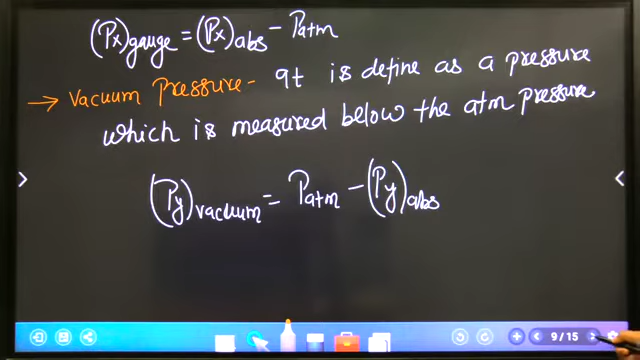 (Px)gauge = (Px)abs - Patm
→ Vacuum Pressure - 9t is define as a pressure
which is measured below the atm pressure
(Py)vacuum = Patm - (Py)abs
9/15